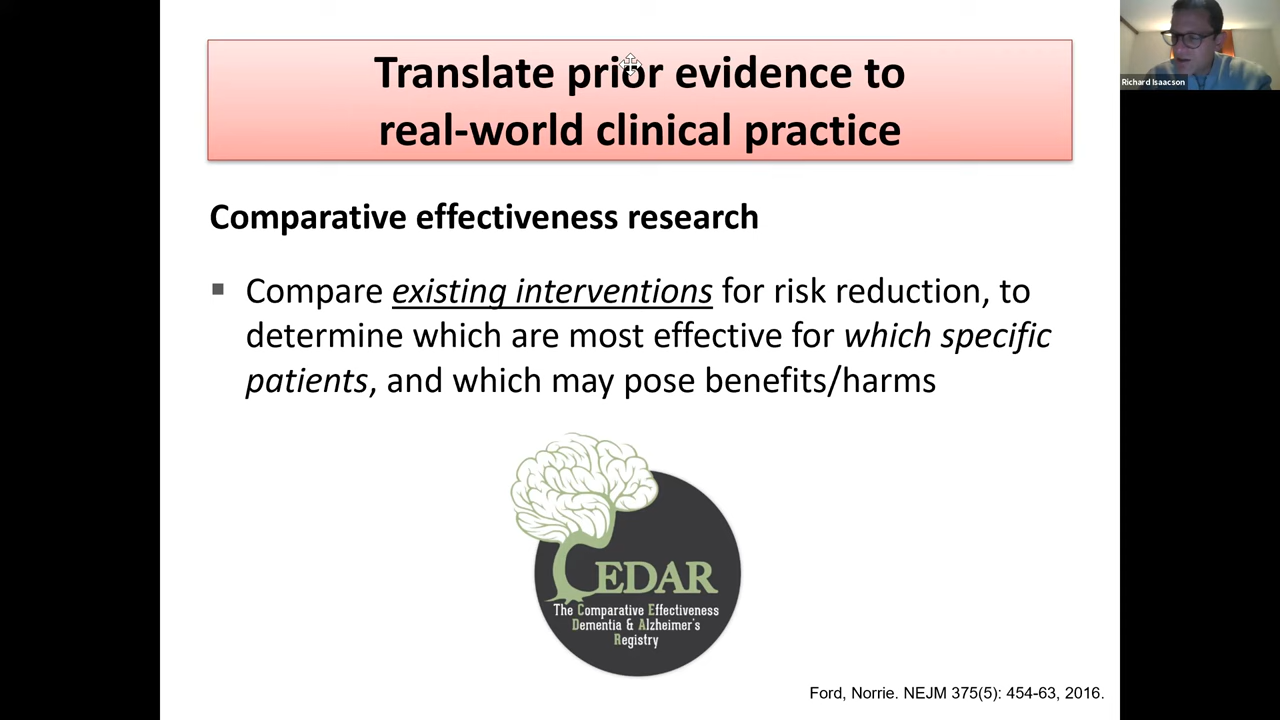 Translate prior evidence to
real-world clinical practice
Richard Isaacson
Comparative effectiveness research
▪ Compare existing interventions for risk reduction, to
determine which are most effective for which specific
patients, and which may pose benefits/harms
CEDAR
The Comparative Effectiveness
Dementia & Alzheimer's
Registry
Ford, Norrie. NEJM 375(5): 454-63, 2016.